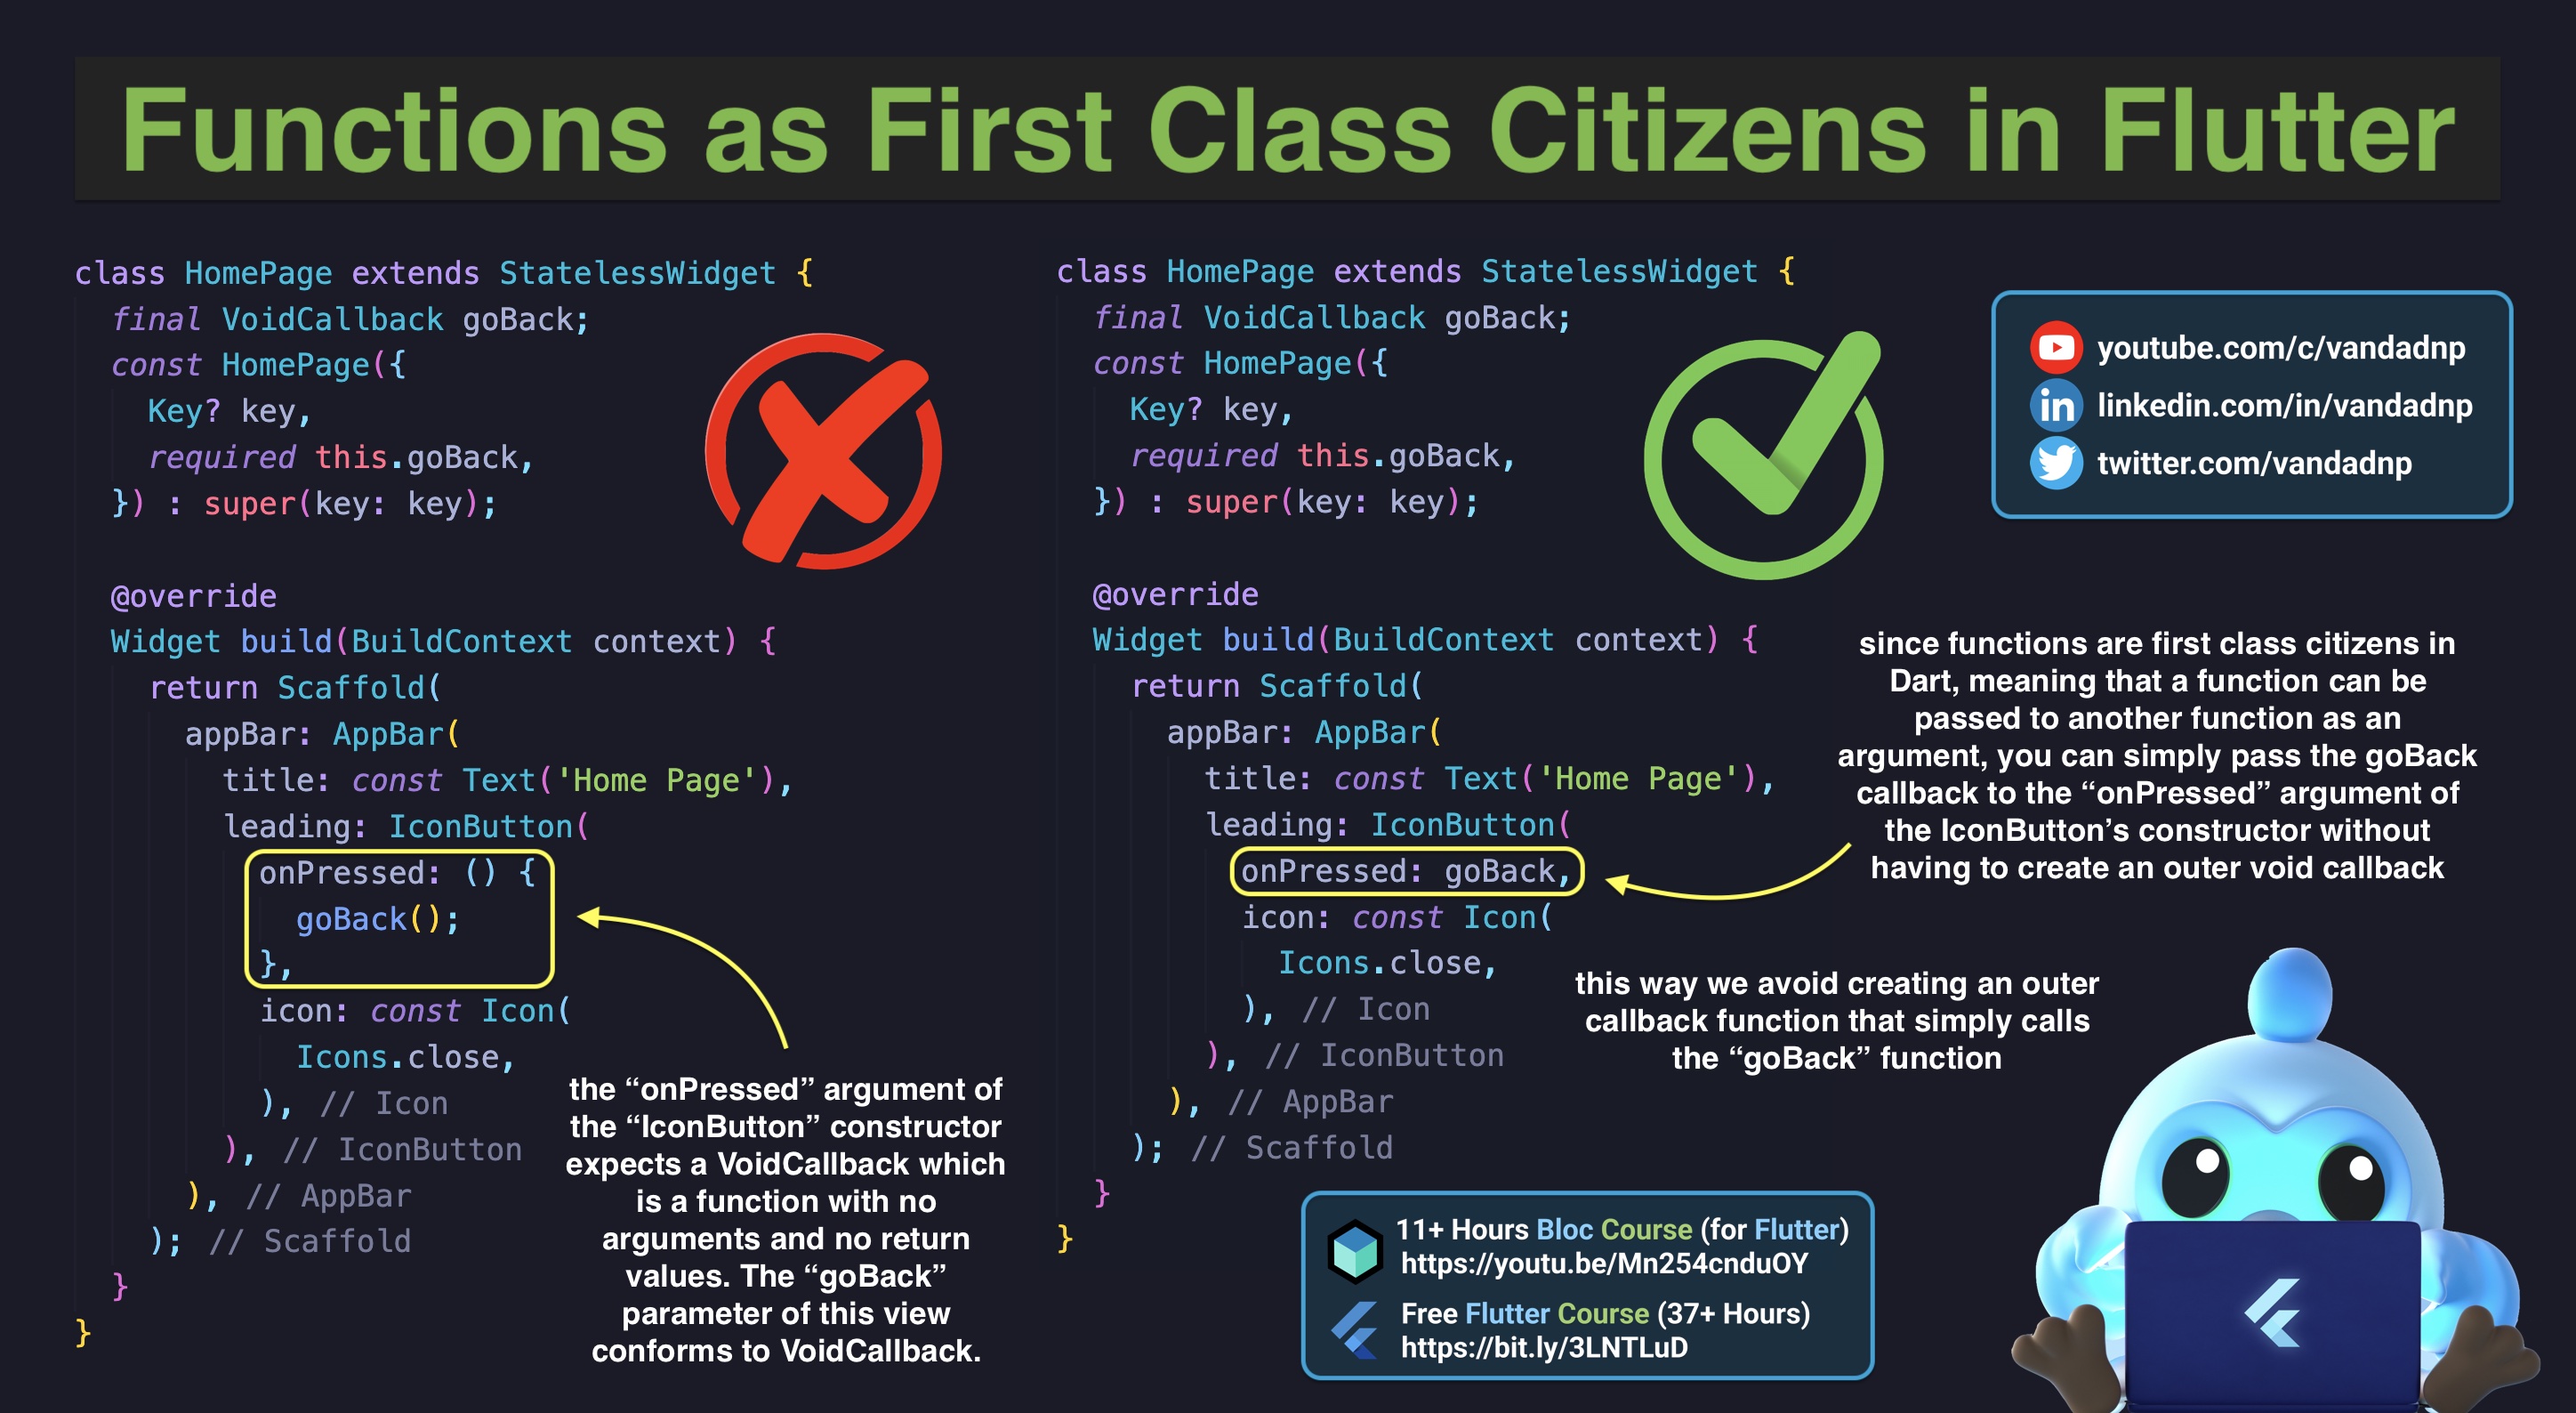 Functions as First Class Citizens in Flutter
class HomePage extends StatelessWidget {
final VoidCallback goBack;
const HomePage({
Key? key,
required this.goBack,
}) : super(key: key);
@override
Widget build(BuildContext context) {
return Scaffold(
appBar: AppBar(
title: const Text('Home Page'),
leading: IconButton(
onPressed: () {
goBack();
},
icon: const Icon(
Icons.close,
), // Icon
), // IconButton
), // AppBar
); // Scaffold
}
}
the “onPressed” argument of
the “IconButton” constructor
expects a VoidCallback which
is a function with no
arguments and no return
values. The “goBack”
parameter of this view
conforms to VoidCallback.
class HomePage extends StatelessWidget {
final VoidCallback goBack;
const HomePage({
Key? key,
required this.goBack,
}) : super(key: key);
@override
Widget build(BuildContext context) {
return Scaffold(
appBar: AppBar(
title: const Text('Home Page'),
leading: IconButton(
onPressed: goBack,
icon: const Icon(
Icons.close,
), // Icon
), // IconButton
), // AppBar
); // Scaffold
}
}
youtube.com/c/vandadnp
in linkedin.com/in/vandadnp
twitter.com/vandadnp
since functions are first class citizens in
Dart, meaning that a function can be
passed to another function as an
argument, you can simply pass the goBack
callback to the “onPressed” argument of
the IconButton’s constructor without
having to create an outer void callback
this way we avoid creating an outer
callback function that simply calls
the “goBack” function
11+ Hours Bloc Course (for Flutter)
https://youtu.be/Mn254cnduOY
Free Flutter Course (37+ Hours)
https://bit.ly/3LNTLuD